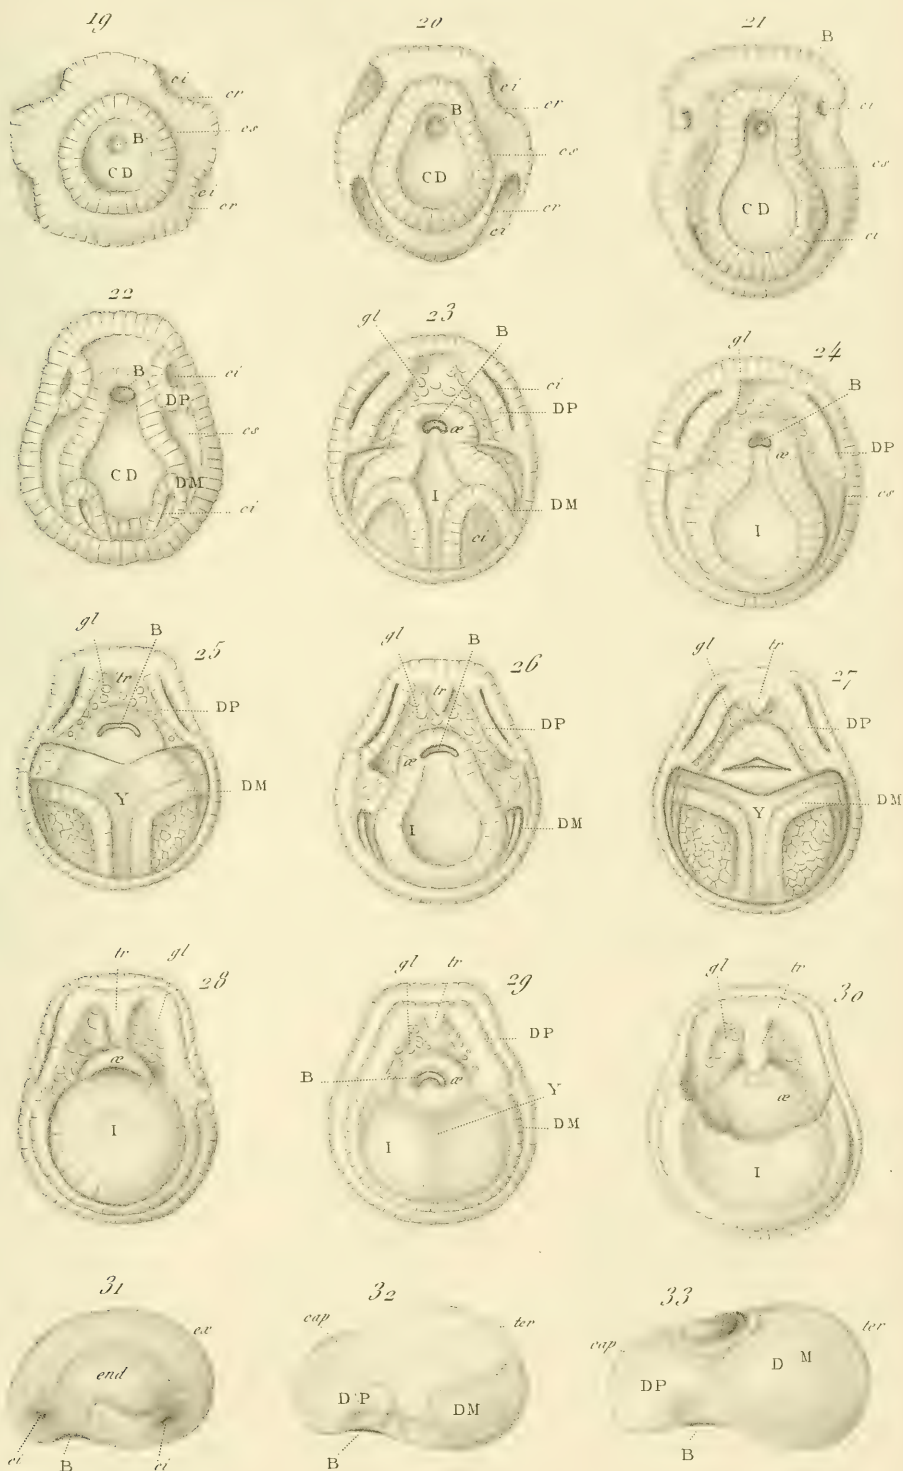 19
ci
cr
cs
B
CD
ci
cr
20
ci
cr
B
cs
CD
cr
ci
21
B
ci
cs
CD
ci
22
B
ci
DP
cs
CD
DM
ci
23
gl
B
ci
DP
æ
I
DM
ci
24
gl
B
DP
æ
cs
I
25
gl
B
tr
DP
DM
Y
26
gl
B
tr
DP
æ
DM
I
27
gl
tr
DP
DM
Y
28
tr
gl
æ
I
29
gl
tr
DP
B
æ
Y
DM
I
30
gl
tr
æ
I
31
ex
end
ci
B
ci
32
cap
ter
DP
DM
B
33
cap
ter
D M
DP
B